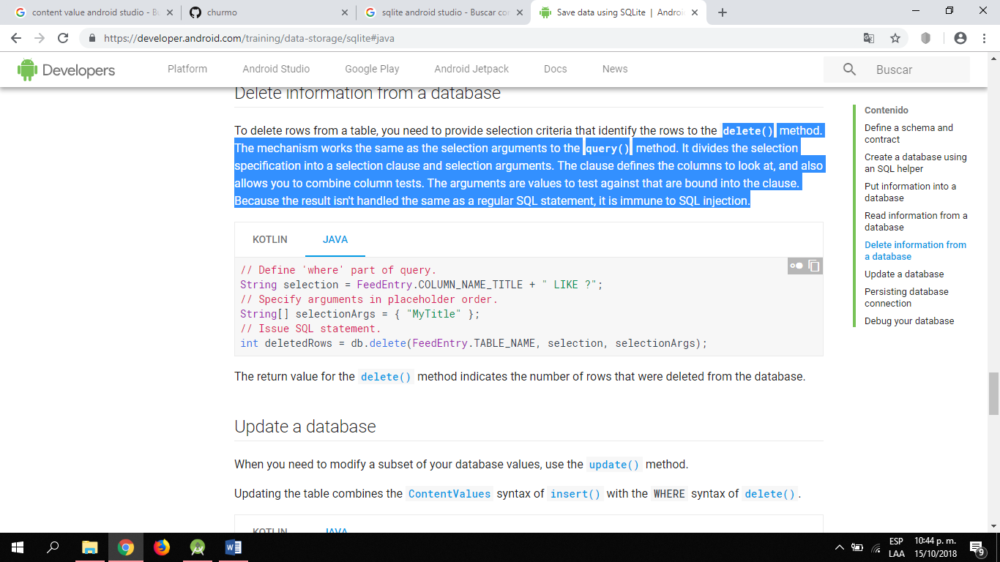 content value android studio - B
churmo
sqlite android studio - Buscar co
Save data using SQLite | Androi
https://developer.android.com/training/data-storage/sqlite#java
Developers
Platform
Android Studio
Google Play
Android Jetpack
Docs
News
Buscar
Delete information from a database
To delete rows from a table, you need to provide selection criteria that identify the rows to the delete() method.
The mechanism works the same as the selection arguments to the query() method. It divides the selection
specification into a selection clause and selection arguments. The clause defines the columns to look at, and also
allows you to combine column tests. The arguments are values to test against that are bound into the clause.
Because the result isn't handled the same as a regular SQL statement, it is immune to SQL injection.
KOTLIN
JAVA
// Define 'where' part of query.
String selection = FeedEntry.COLUMN_NAME_TITLE + " LIKE ?";
// Specify arguments in placeholder order.
String[] selectionArgs = { "MyTitle" };
// Issue SQL statement.
int deletedRows = db.delete(FeedEntry.TABLE_NAME, selection, selectionArgs);
The return value for the delete() method indicates the number of rows that were deleted from the database.
Update a database
When you need to modify a subset of your database values, use the update() method.
Updating the table combines the ContentValues syntax of insert() with the WHERE syntax of delete().
KOTLIN
JAVA
Contenido
Define a schema and
contract
Create a database using
an SQL helper
Put information into a
database
Read information from a
database
Delete information from
a database
Update a database
Persisting database
connection
Debug your database
ESP
LAA
10:44 p. m.
15/10/2018
9